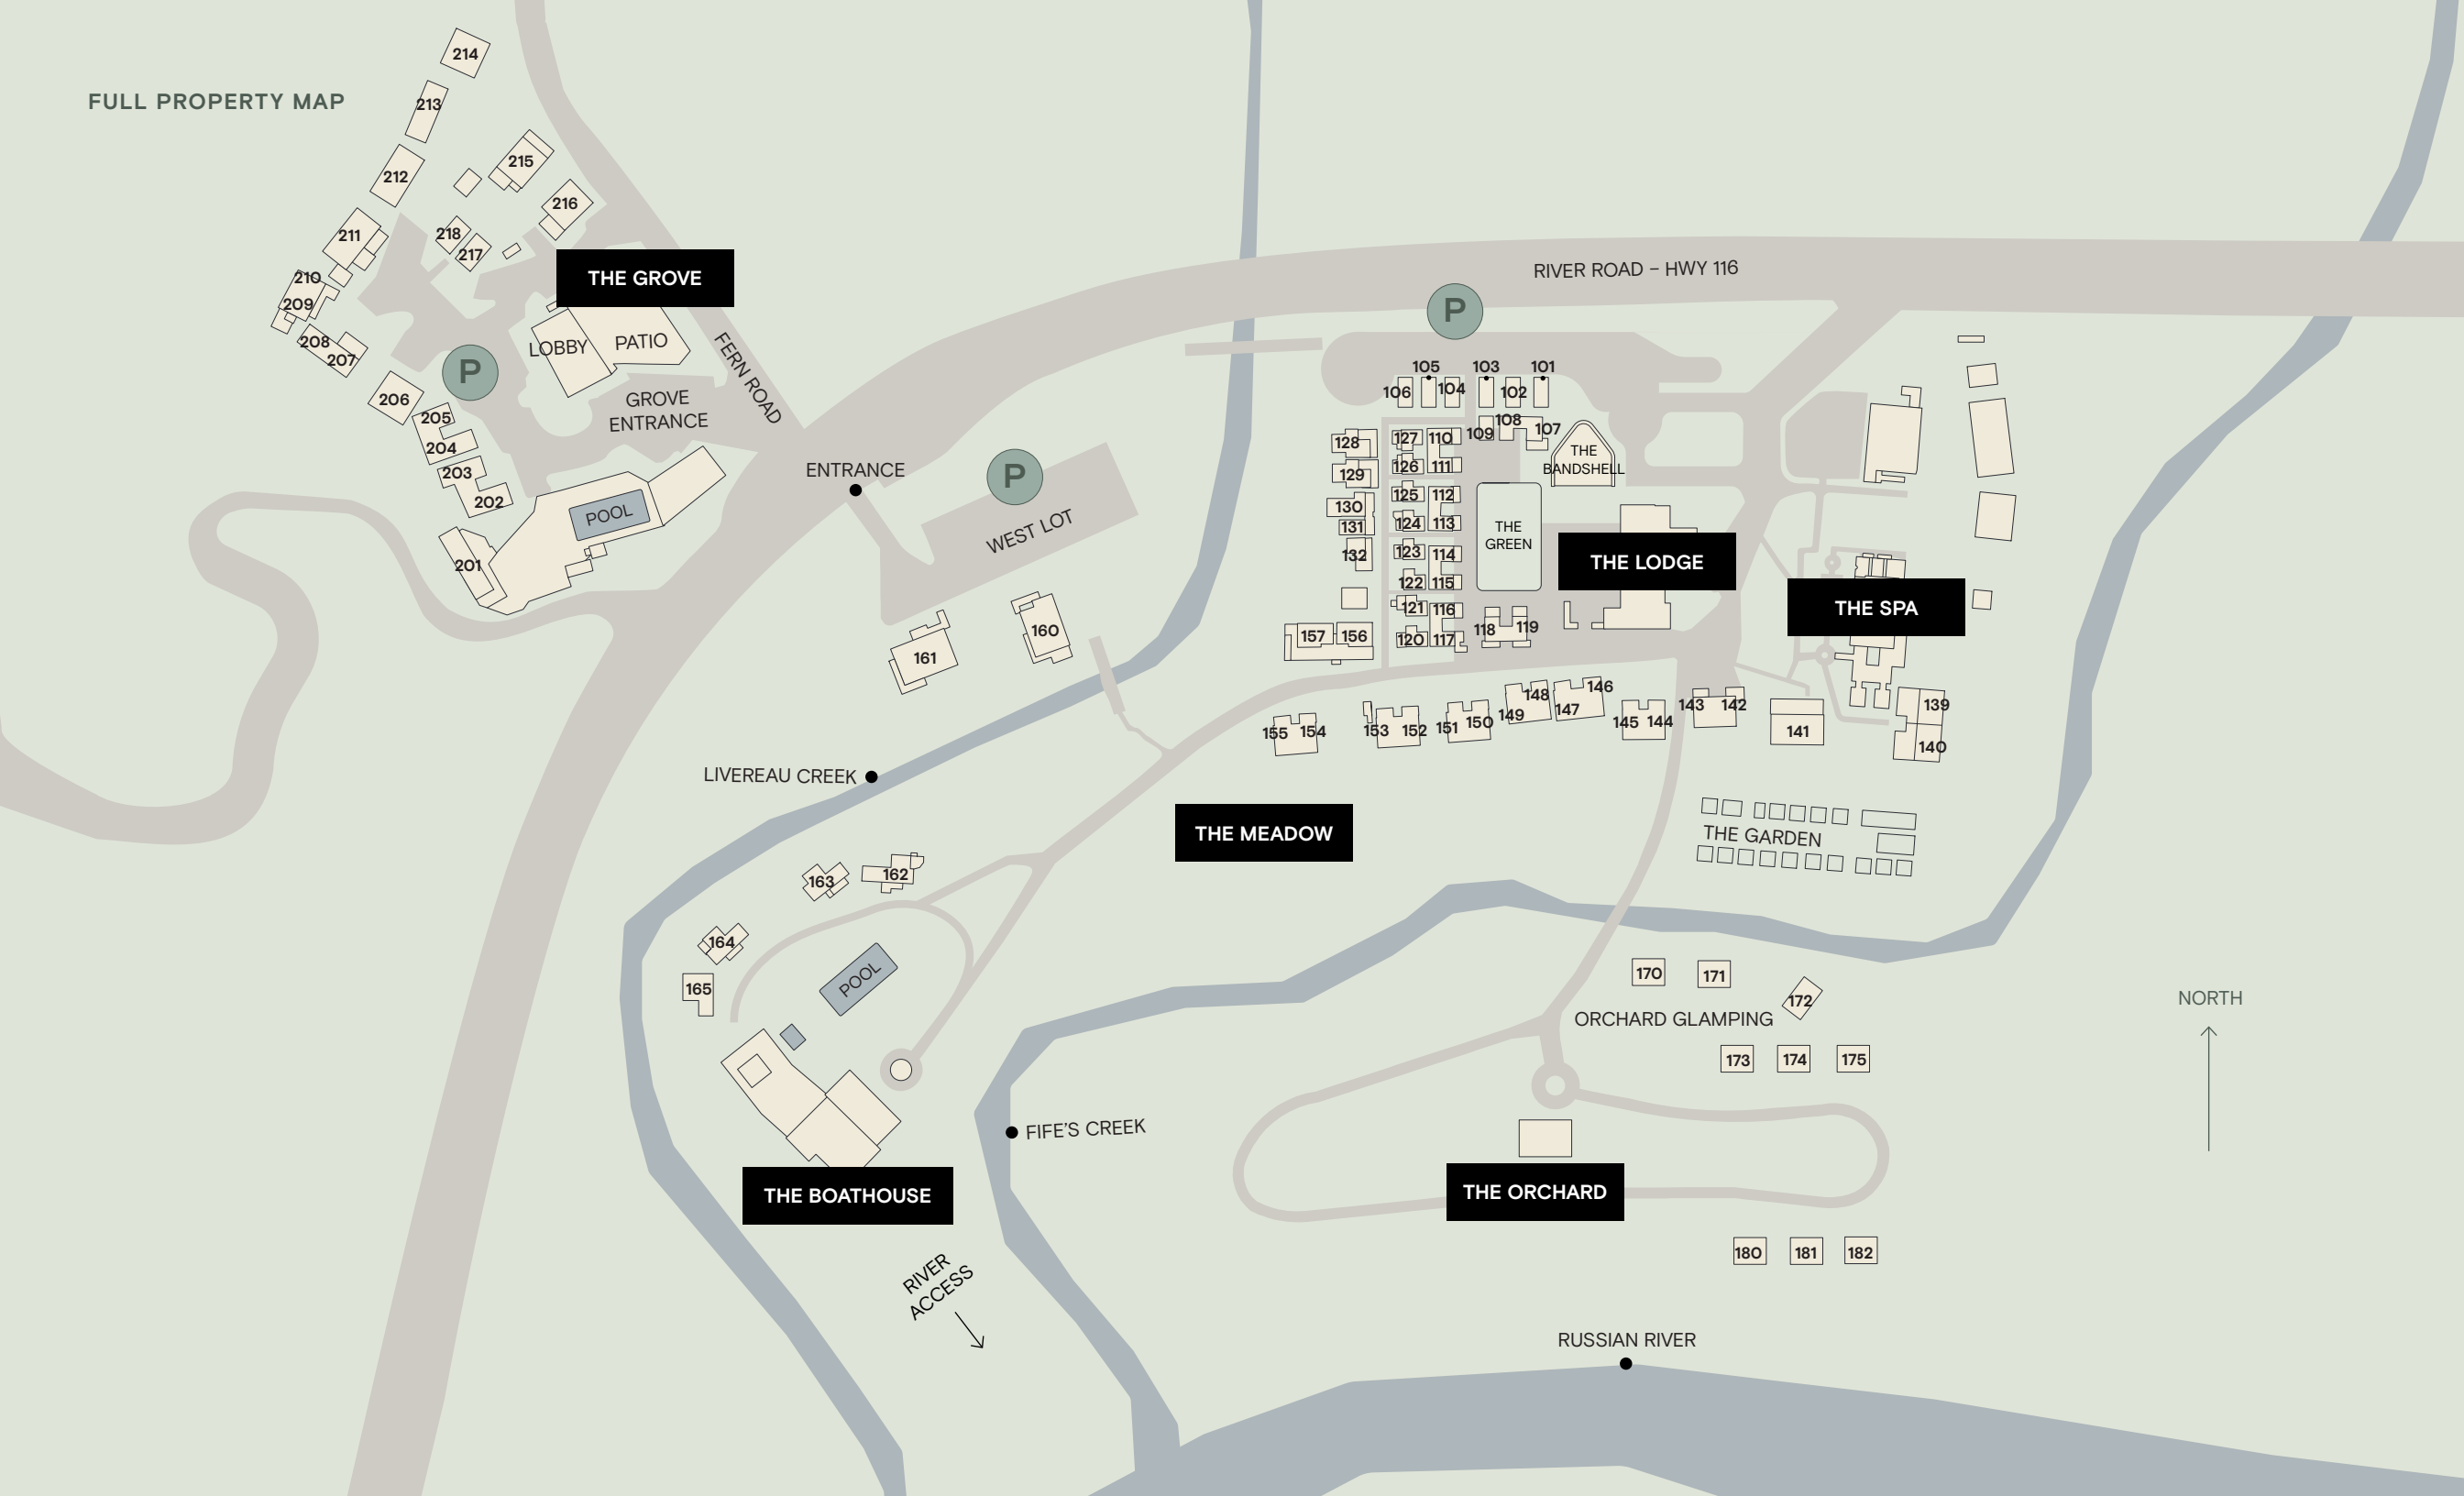 FULL PROPERTY MAP
214
213
215
212
216
218
211
217
210
209
THE GROVE
208
207
P
LOBBY
PATIO
FERN ROAD
206
GROVE
ENTRANCE
205
204
203
202
POOL
201
ENTRANCE
P
WEST LOT
161
160
RIVER ROAD – HWY 116
P
105
103
101
106
104
102
109
108
107
128
127
110
THE
BANDSHELL
129
126
111
130
125
112
131
124
113
THE
GREEN
132
123
114
THE LODGE
122
115
121
116
THE SPA
157
156
120
117
118
119
155
154
153
152
151
150
149
148
147
146
145
144
143
142
141
139
140
LIVEREAU CREEK
THE MEADOW
THE GARDEN
163
162
164
165
POOL
170
171
172
ORCHARD GLAMPING
173
174
175
NORTH
FIFE'S CREEK
THE BOATHOUSE
THE ORCHARD
180
181
182
RIVER
ACCESS
RUSSIAN RIVER